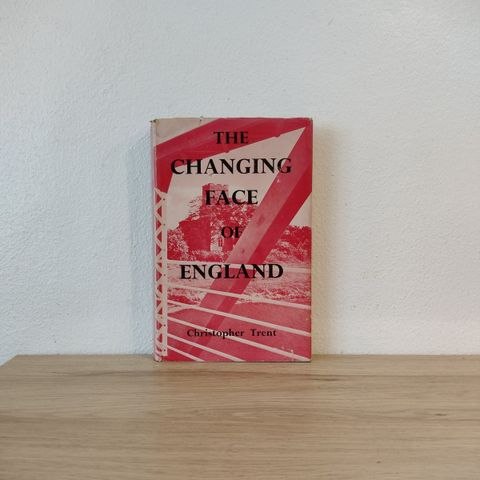 THE
CHANGING
FACE
OF
ENGLAND
Christopher Trent